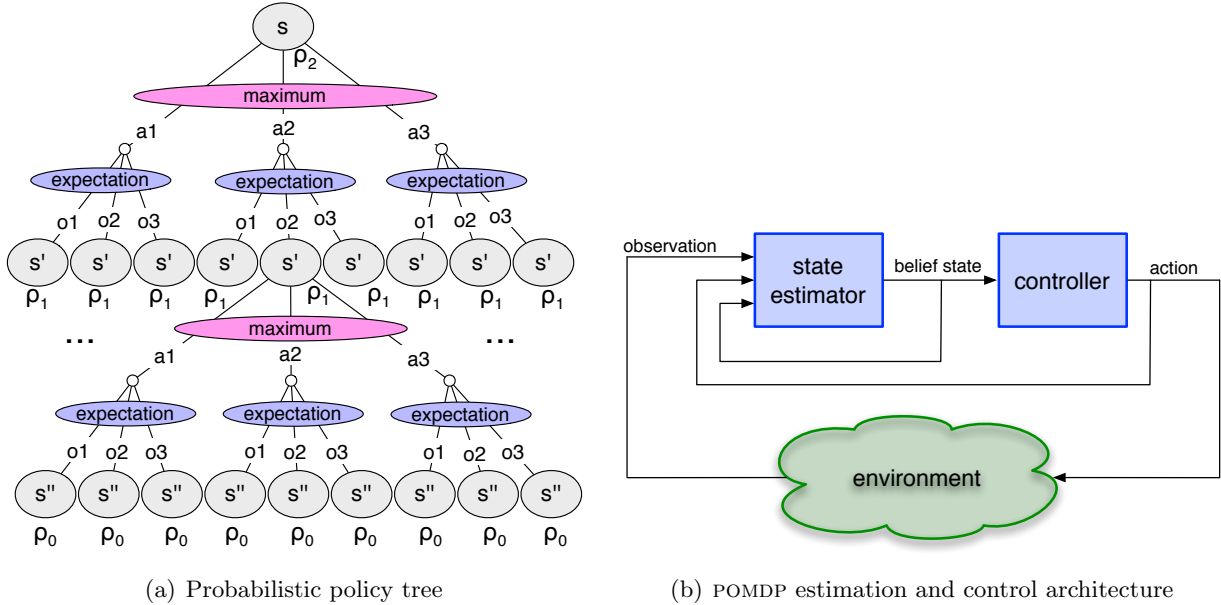 s
ρ2
maximum
a1 a2 a3
expectation expectation expectation
o1 o2 o3 o1 o2 o3 o1 o2 o3
s' s' s' s' s' s' s' s' s'
ρ1 ρ1 ρ1 ρ1 ρ1 ρ1 ρ1 ρ1 ρ1
maximum
... ...
a1 a2 a3
expectation expectation expectation
o1 o2 o3 o1 o2 o3 o1 o2 o3
s" s" s" s" s" s" s" s" s"
ρ0 ρ0 ρ0 ρ0 ρ0 ρ0 ρ0 ρ0 ρ0
(a) Probabilistic policy tree
observation
state
estimator
belief state
controller
action
environment
(b) POMDP estimation and control architecture